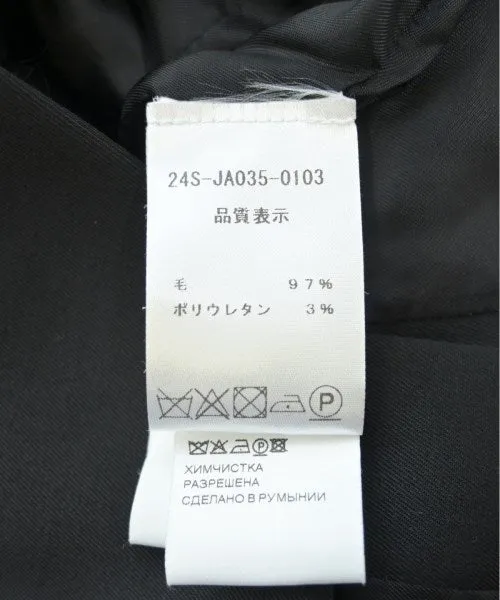 24S-JA035-0103
品質表示
毛 97%
ポリウレタン 3%
P
ХИМЧИСТКА
РАЗРЕШЕНА
СДЕЛАНО В РУМЫНИИ